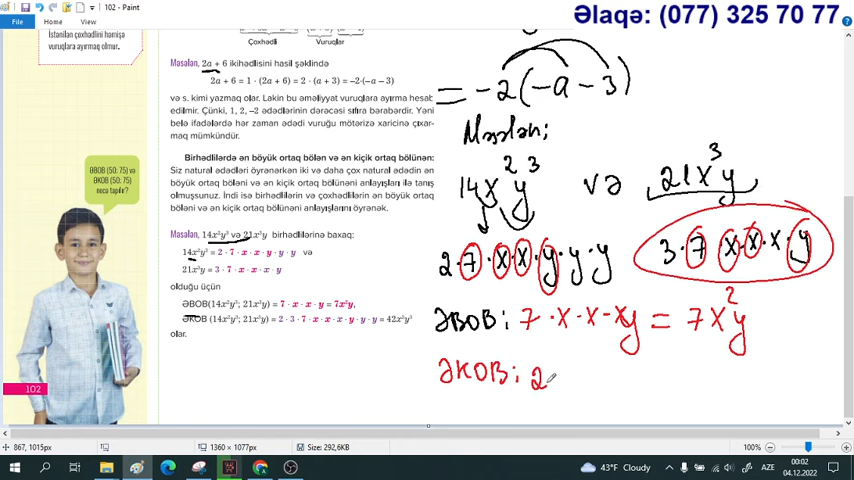 102 - Paint
Əlaqə: (077) 325 70 77
File
Home
View
İstənilən çoxhədlini həmişə
vuruqlara ayırmaq olmur.
Çoxhədli
Vuruqlar
Məsələn, 2a + 6 ikihədlisini hasil şəklində
2a + 6 = 1 · (2a + 6) = 2 · (a + 3) = −2·(−a − 3)
və s. kimi yazmaq olar. Lakin bu əməliyyat vuruqlara ayırma hesab
edilmir. Çünki, 1, 2, −2 ədədlərinin dərəcəsi sıfıra bərabərdir. Yəni
belə ifadələrdə hər zaman ədədi vuruğu mötərizə xaricinə çıxar-
maq mümkündür.
Birhədlilərdə ən böyük ortaq bölən və ən kiçik ortaq bölünən:
Siz natural ədədləri öyrənərkən iki və daha çox natural ədədin ən
böyük ortaq böləni və ən kiçik ortaq bölünəni anlayışları ilə tanış
olmuşsunuz. İndi isə birhədlilərin və çoxhədlilərin ən böyük ortaq
böləni və ən kiçik ortaq bölünəni anlayışlarını öyrənək.
ƏBOB (50; 75) və
ƏKOB (50; 75)
necə tapılır?
Məsələn, 14x²y³ və 21x³y birhədlilərinə baxaq:
14x²y³ = 2 · 7 · x · x · y · y · y və
21x³y = 3 · 7 · x · x · x · y
olduğu üçün
ƏBOB(14x²y³; 21x³y) = 7 · x · x · y = 7x²y,
ƏKOB (14x²y³; 21x³y) = 2 · 3 · 7 · x · x · x · y · y · y = 42x³y³
olar.
102
= −2(−a − 3)
Məsələn;
14x²y³ və 21x³y
2·7·x·x·y·y·y 3·7·x·x·x·y
ƏBOB: 7·x·x·xy = 7x²y
ƏKOB: 2
867, 1015px
1360 × 1077px
Size: 292,6KB
100%
43°F Cloudy
AZE
00:02
04.12.2022